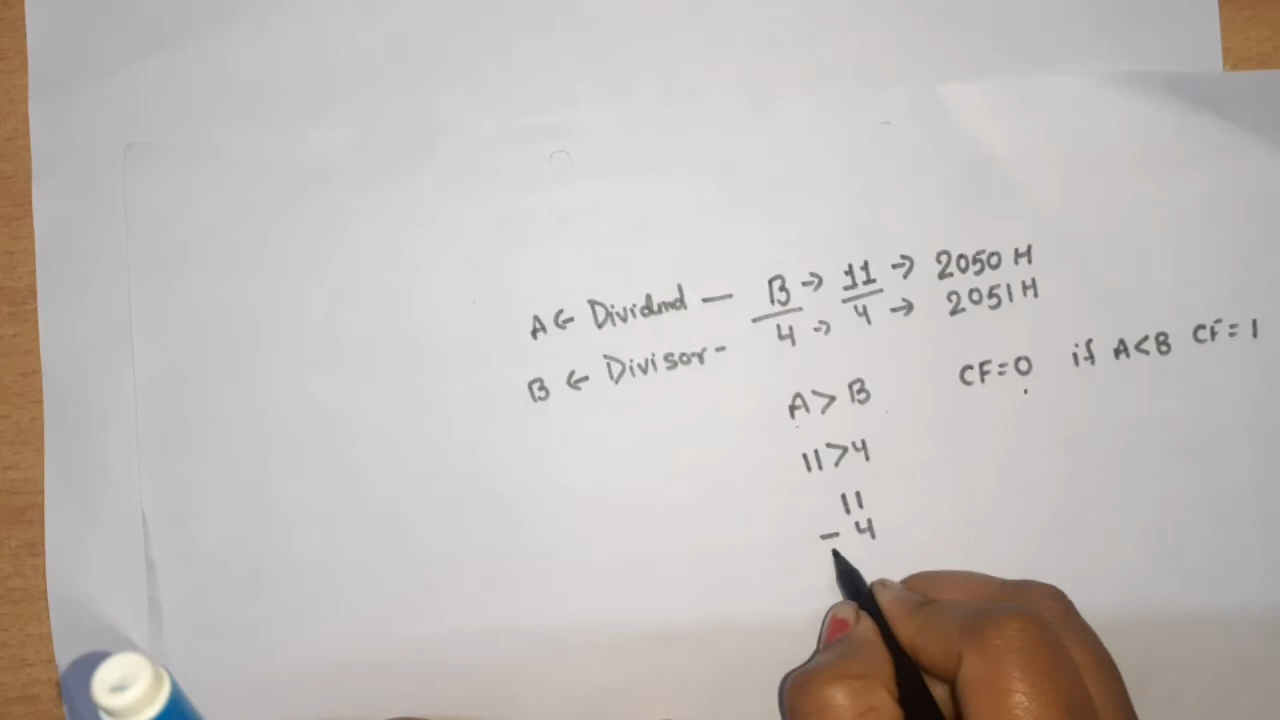 A ← Dividend — B → 11 → 2050 H
B ← Divisor - 4 → 4 → 2051 H
A > B CF=0 if A<B CF=1
11>4
11
- 4